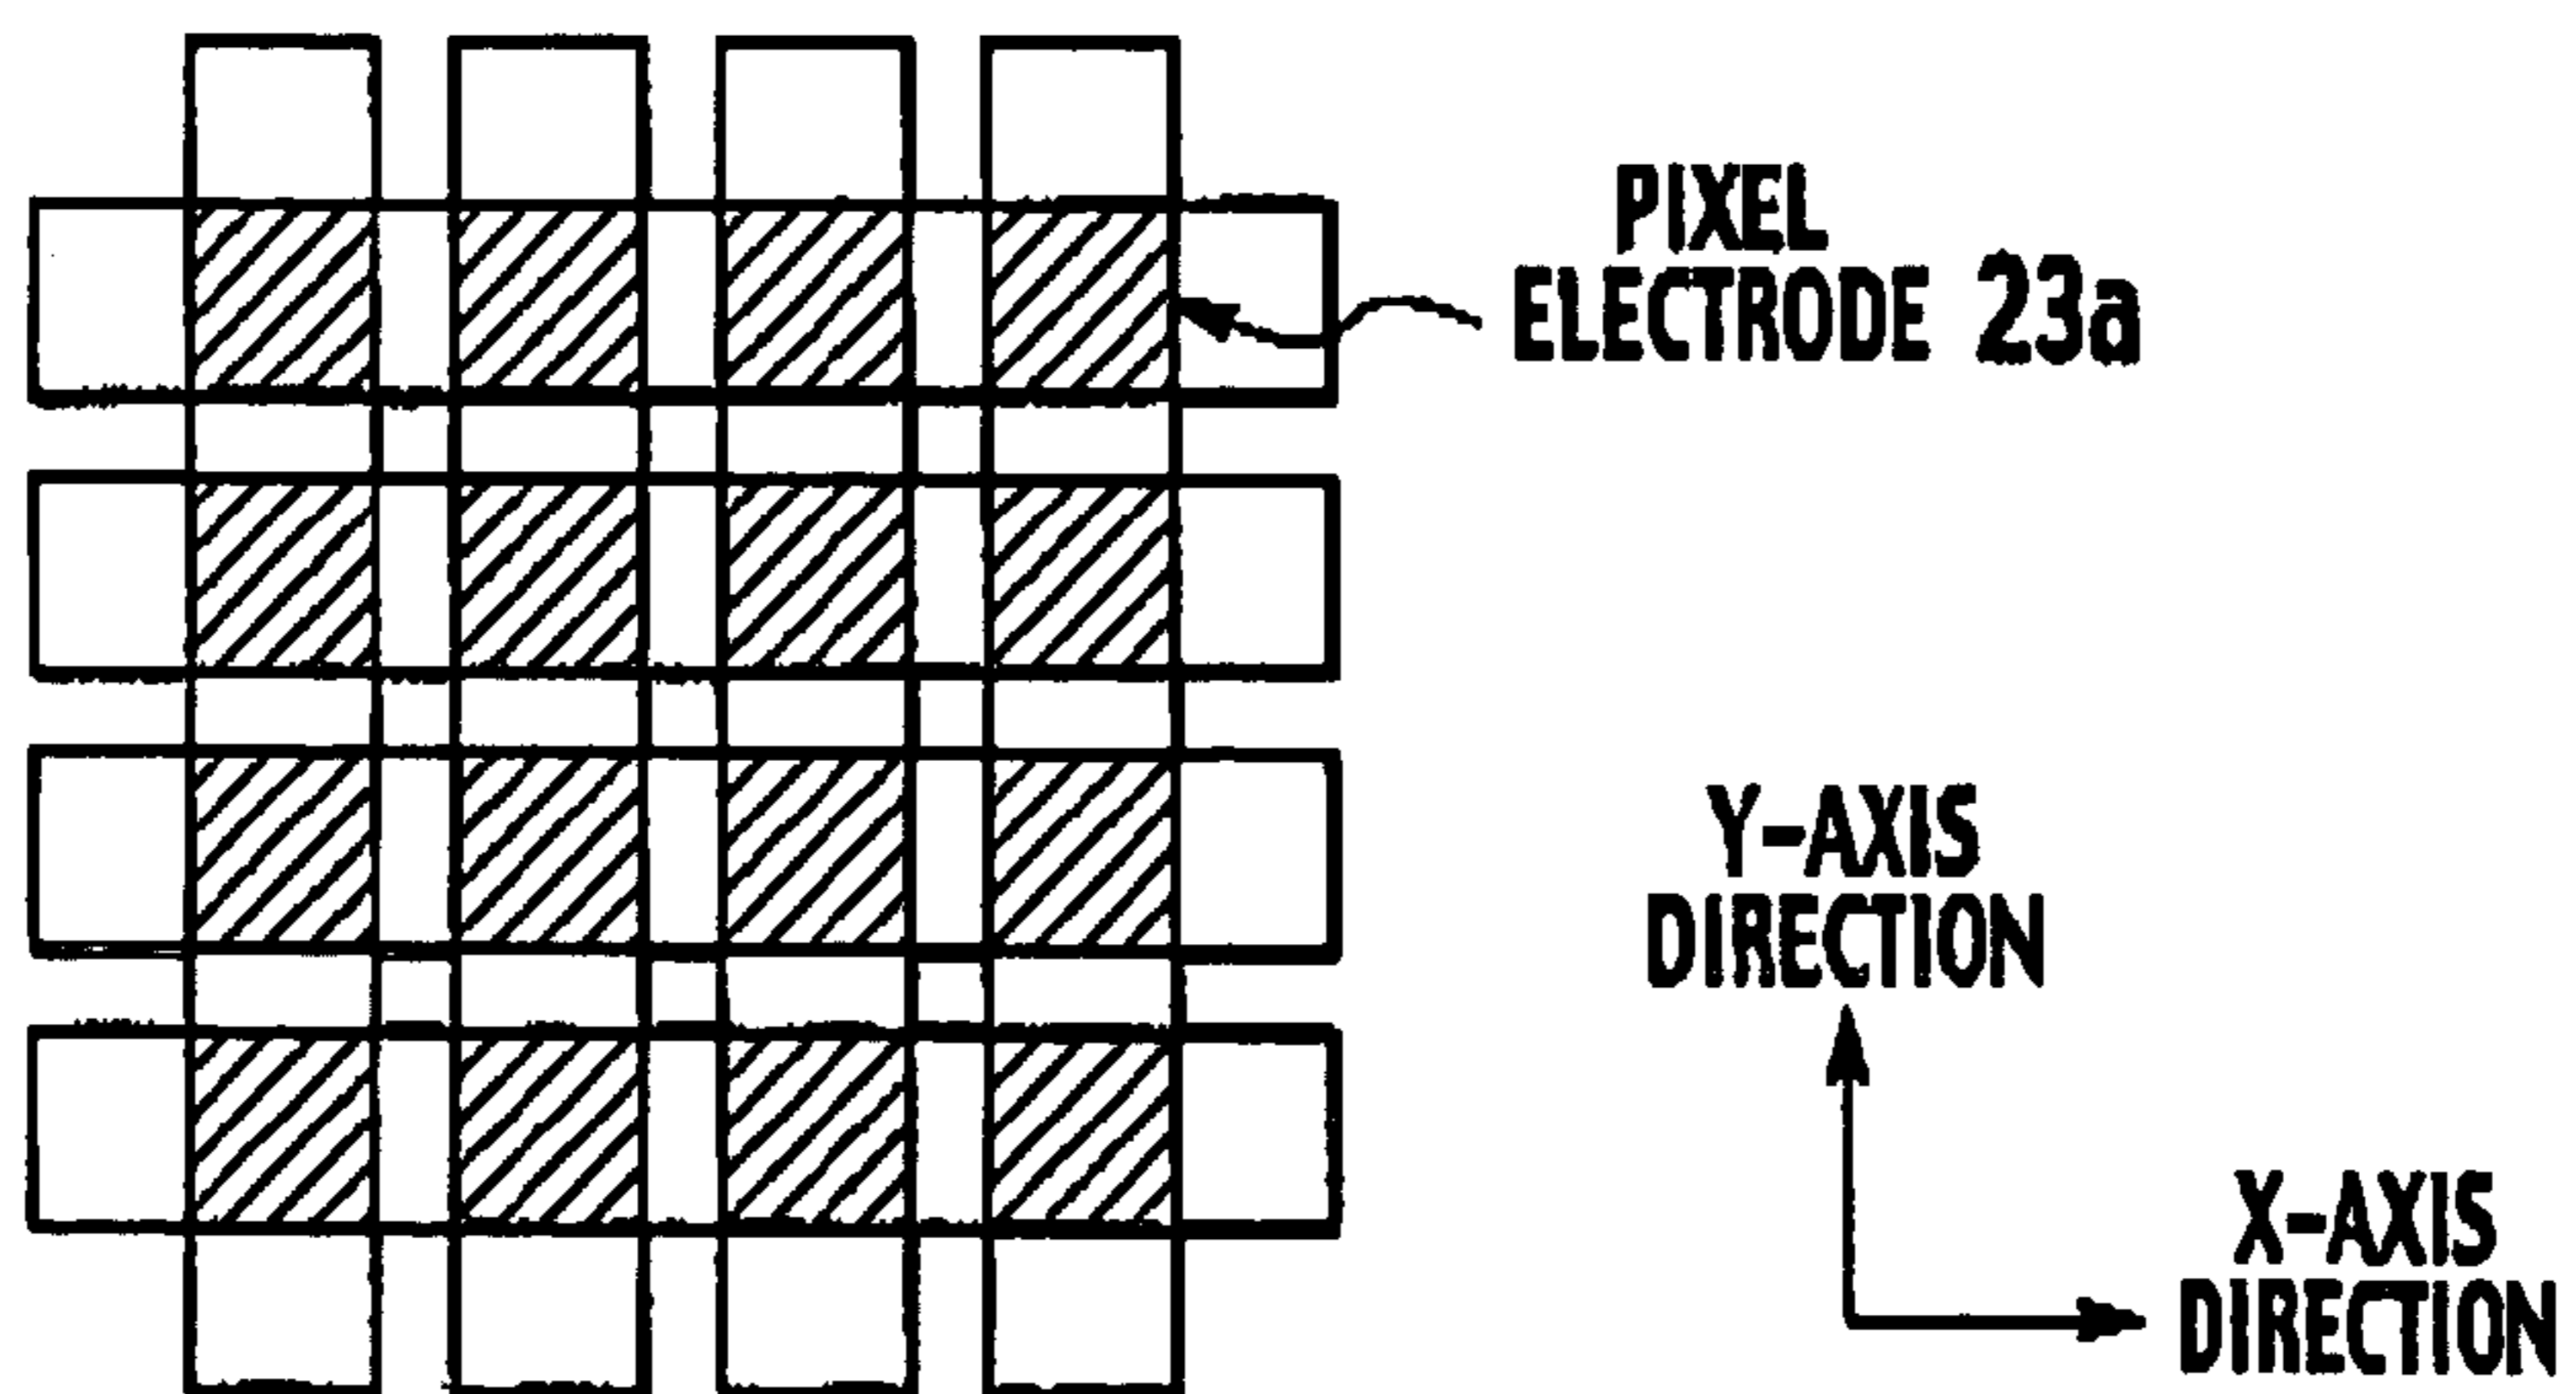 PIXEL
ELECTRODE 23a
Y-AXIS
DIRECTION
X-AXIS
DIRECTION